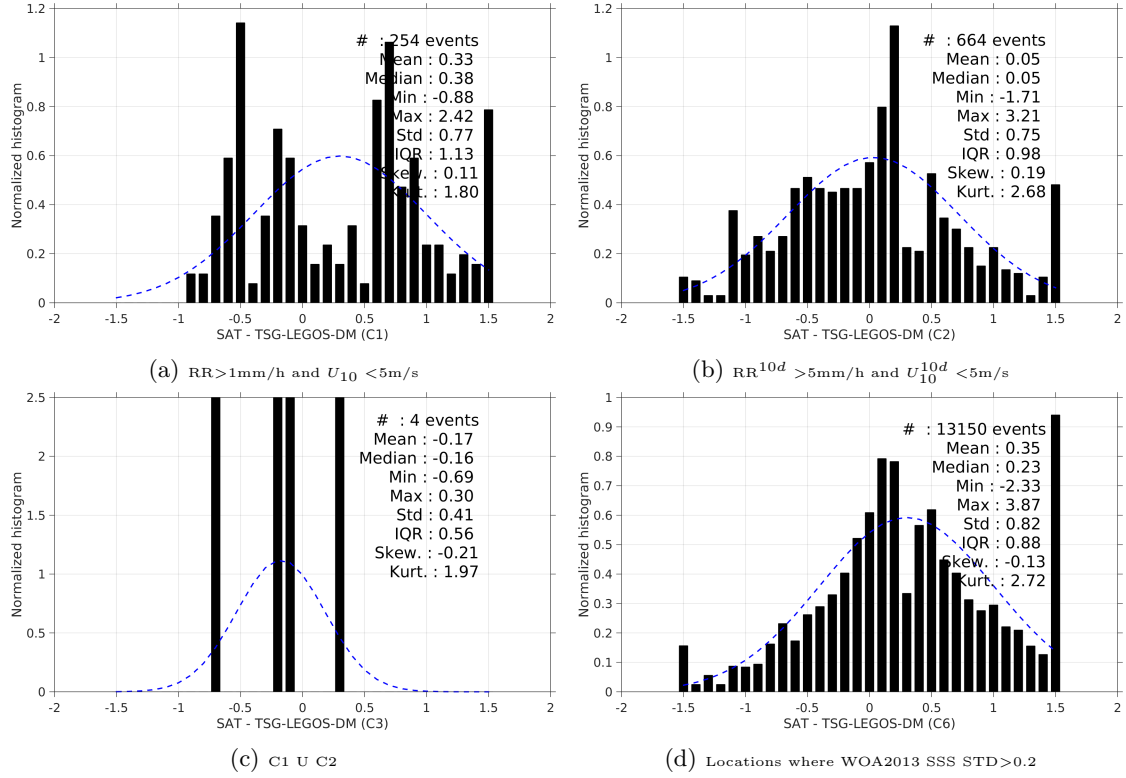 1.2
1
0.8
0.6
0.4
0.2
0
-2
-1.5
-1
-0.5
0
0.5
1
1.5
2
Normalized histogram
# : 254 events
Mean : 0.33
Median : 0.38
Min : -0.88
Max : 2.42
Std : 0.77
IQR : 1.13
Skew. : 0.11
Kurt. : 1.80
SAT - TSG-LEGOS-DM (C1)
(a) RR>1mm/h and U10 <5m/s
1.2
1
0.8
0.6
0.4
0.2
0
-2
-1.5
-1
-0.5
0
0.5
1
1.5
2
Normalized histogram
# : 664 events
Mean : 0.05
Median : 0.05
Min : -1.71
Max : 3.21
Std : 0.75
IQR : 0.98
Skew. : 0.19
Kurt. : 2.68
SAT - TSG-LEGOS-DM (C2)
(b) RR10d >5mm/h and U10d10 <5m/s
2.5
2
1.5
1
0.5
0
-2
-1.5
-1
-0.5
0
0.5
1
1.5
2
Normalized histogram
# : 4 events
Mean : -0.17
Median : -0.16
Min : -0.69
Max : 0.30
Std : 0.41
IQR : 0.56
Skew. : -0.21
Kurt. : 1.97
SAT - TSG-LEGOS-DM (C3)
(c) C1 U C2
1
0.9
0.8
0.7
0.6
0.5
0.4
0.3
0.2
0.1
0
-2
-1.5
-1
-0.5
0
0.5
1
1.5
2
Normalized histogram
# : 13150 events
Mean : 0.35
Median : 0.23
Min : -2.33
Max : 3.87
Std : 0.82
IQR : 0.88
Skew. : -0.13
Kurt. : 2.72
SAT - TSG-LEGOS-DM (C6)
(d) Locations where WOA2013 SSS STD>0.2